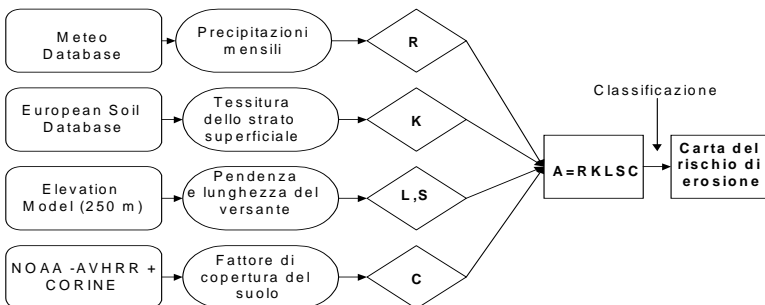 Meteo
Database
Precipitazioni
mensili
R
Classificazione
European Soil
Database
Tessitura
dello strato
superficiale
K
A=RKLSC
Carta del
rischio di
erosione
Elevation
Model (250 m)
Pendenza
e lunghezza del
versante
L,S
NOAA -AVHRR +
CORINE
Fattore di
copertura del
suolo
C